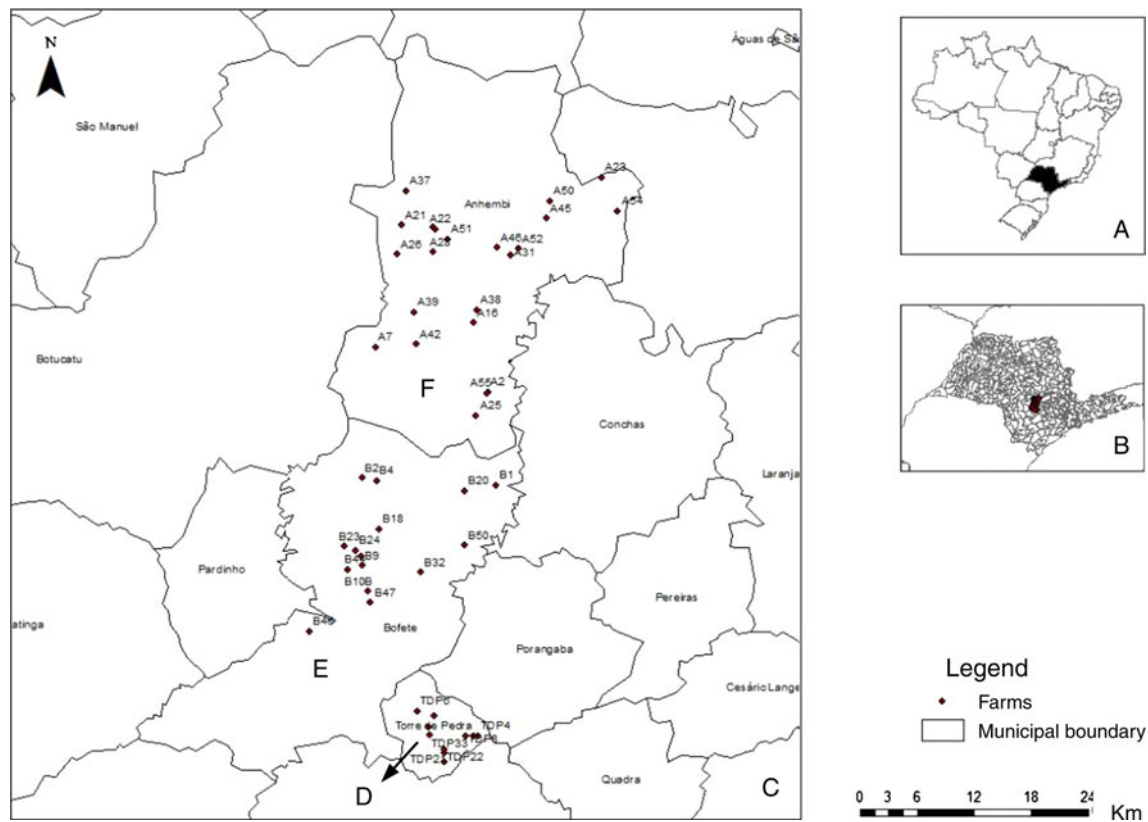 N
Águas de Sã
São Manuel
A37
A23
Anhembi
A50
A54
A21
A22
A45
A51
A26
A28
A46
A52
A31
A39
A38
A16
A7
A42
F
Botucatu
A55
A2
A25
Conchas
B2
B4
B20
B1
Laranja
B18
B23
B24
B50
B9
B10
B
B32
Pardinho
B47
Pereiras
atinga
B46
Bofete
E
Porangaba
Cesário Lange
TDP6
Torre de Pedra
TDP4
TDP33
TDP22
Quadra
D
C
A
B
Legend
Farms
Municipal boundary
0 3 6 12 18 24
Km